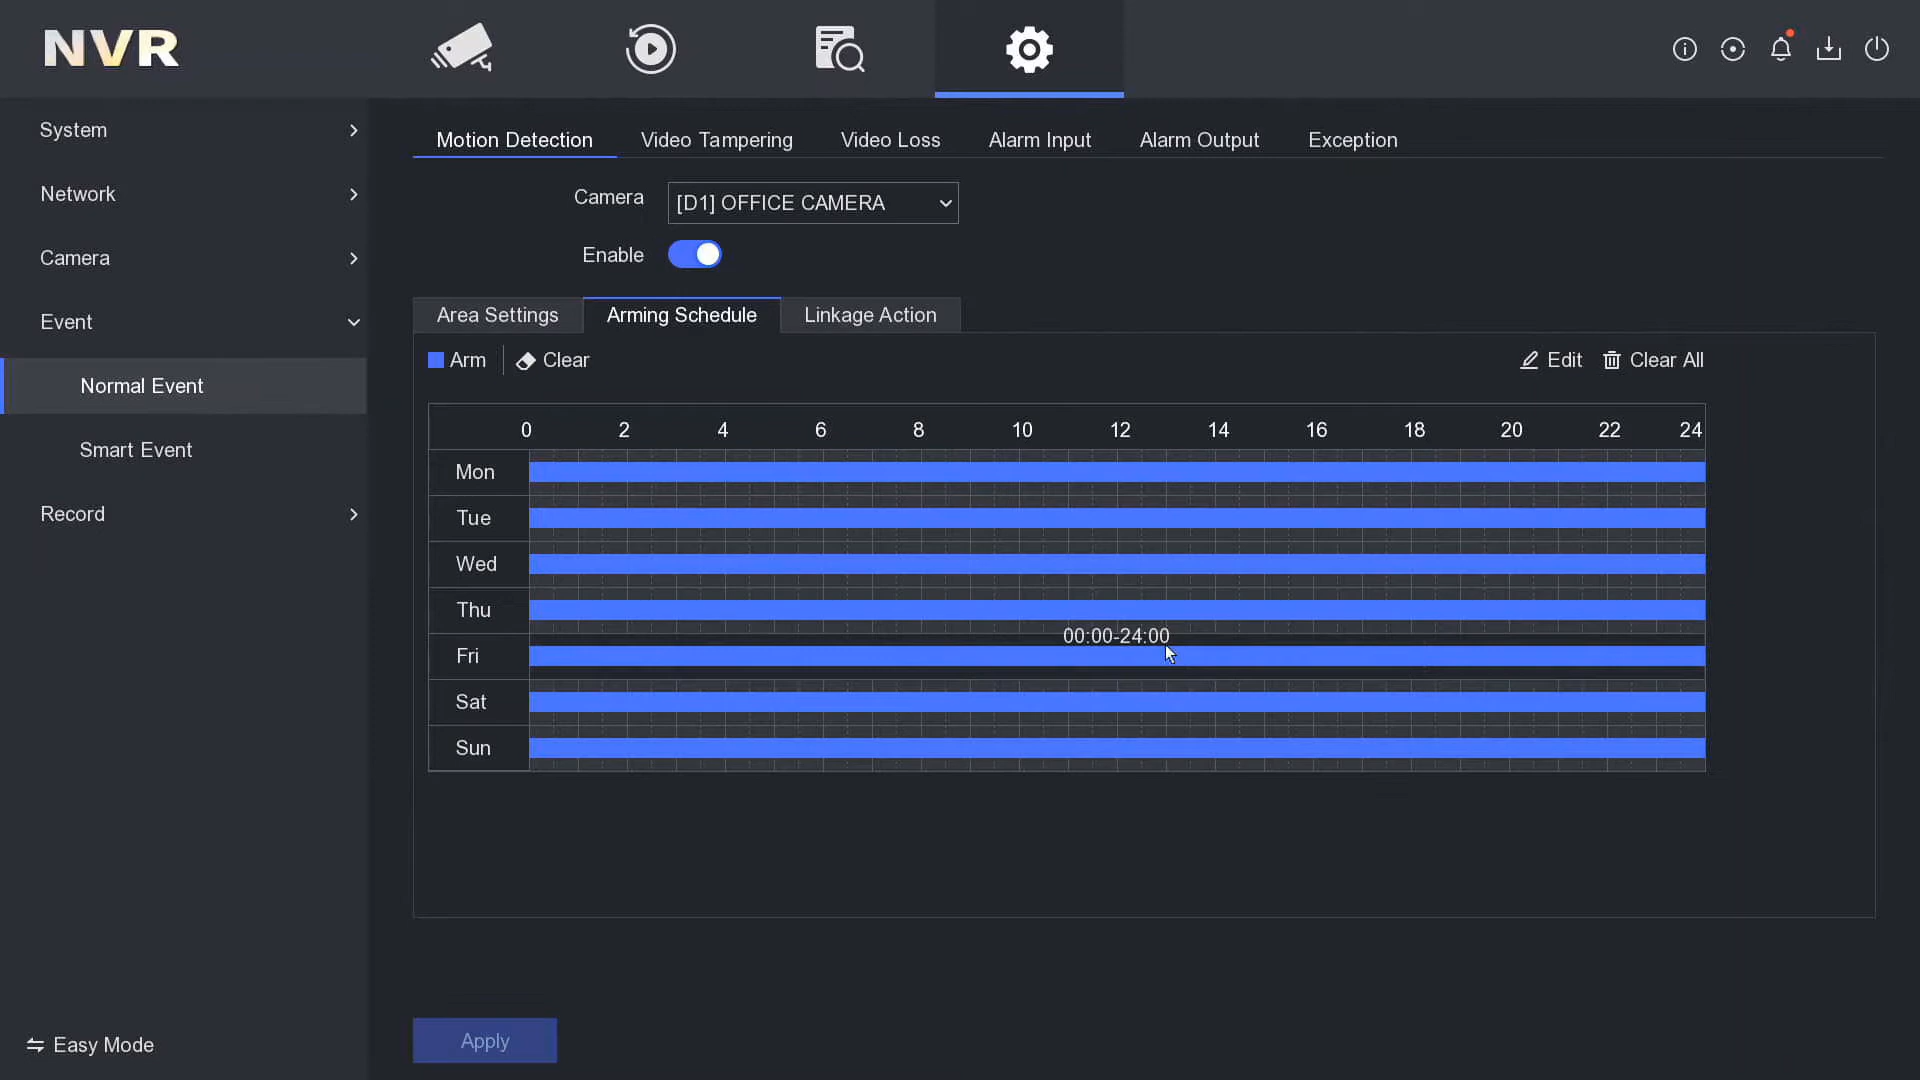 NVR
System
Network
Camera
Event
Normal Event
Smart Event
Record
Easy Mode
Motion Detection Video Tampering Video Loss Alarm Input Alarm Output Exception
Camera [D1] OFFICE CAMERA
Enable
Area Settings Arming Schedule Linkage Action
Arm Clear Edit Clear All
0 2 4 6 8 10 12 14 16 18 20 22 24
Mon
Tue
Wed
Thu
00:00-24:00
Fri
Sat
Sun
Apply